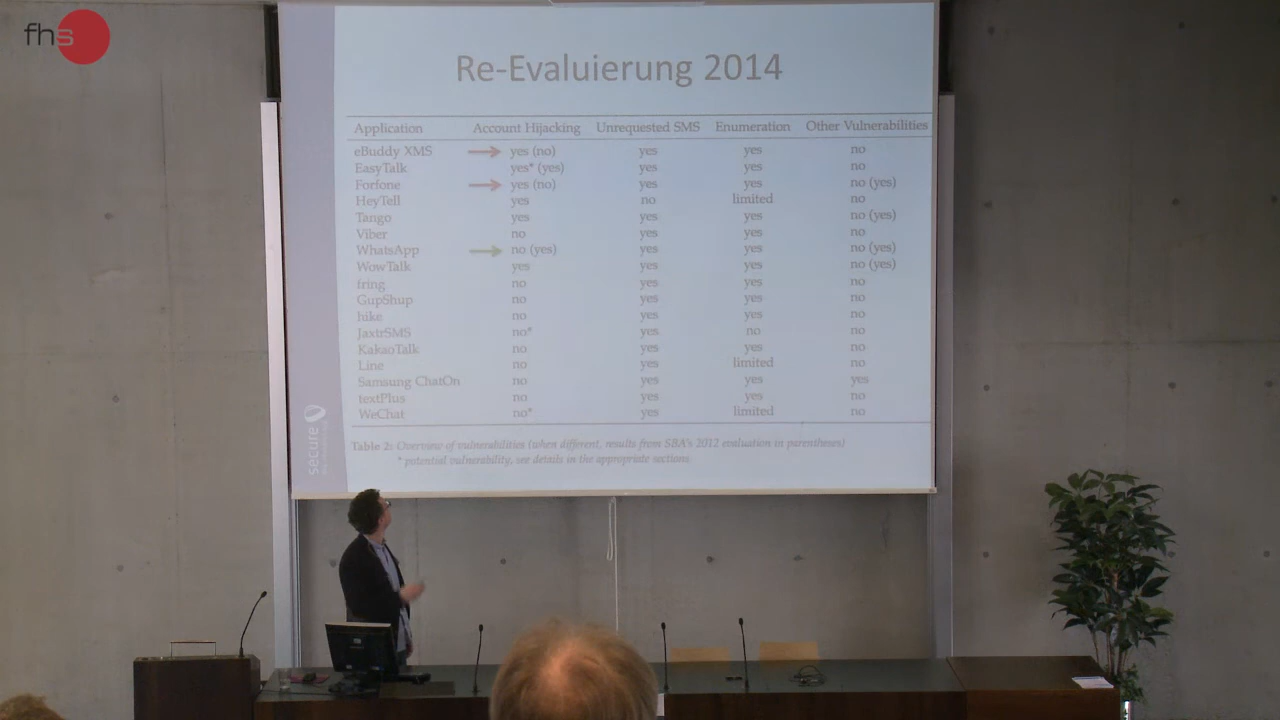 fhs
Re-Evaluierung 2014
Application Account Hijacking Unrequested SMS Enumeration Other Vulnerabilities
eBuddy XMS yes (no) yes yes no
EasyTalk yes* (yes) yes yes no
Forfone yes (no) yes yes no (yes)
HeyTell yes no limited no
Tango yes yes yes no (yes)
Viber no yes yes no
WhatsApp no (yes) yes yes no (yes)
WowTalk yes yes yes no (yes)
fring no yes yes no
GupShup no yes yes no
hike no yes yes no
JaxtrSMS no* yes no no
KakaoTalk no yes yes no
Line no yes limited no
Samsung ChatOn no yes yes yes
textPlus no yes yes no
WeChat no* yes limited no
Table 2: Overview of vulnerabilities (when different, results from SBA's 2012 evaluation in parentheses)
* potential vulnerability, see details in the appropriate sections
secure